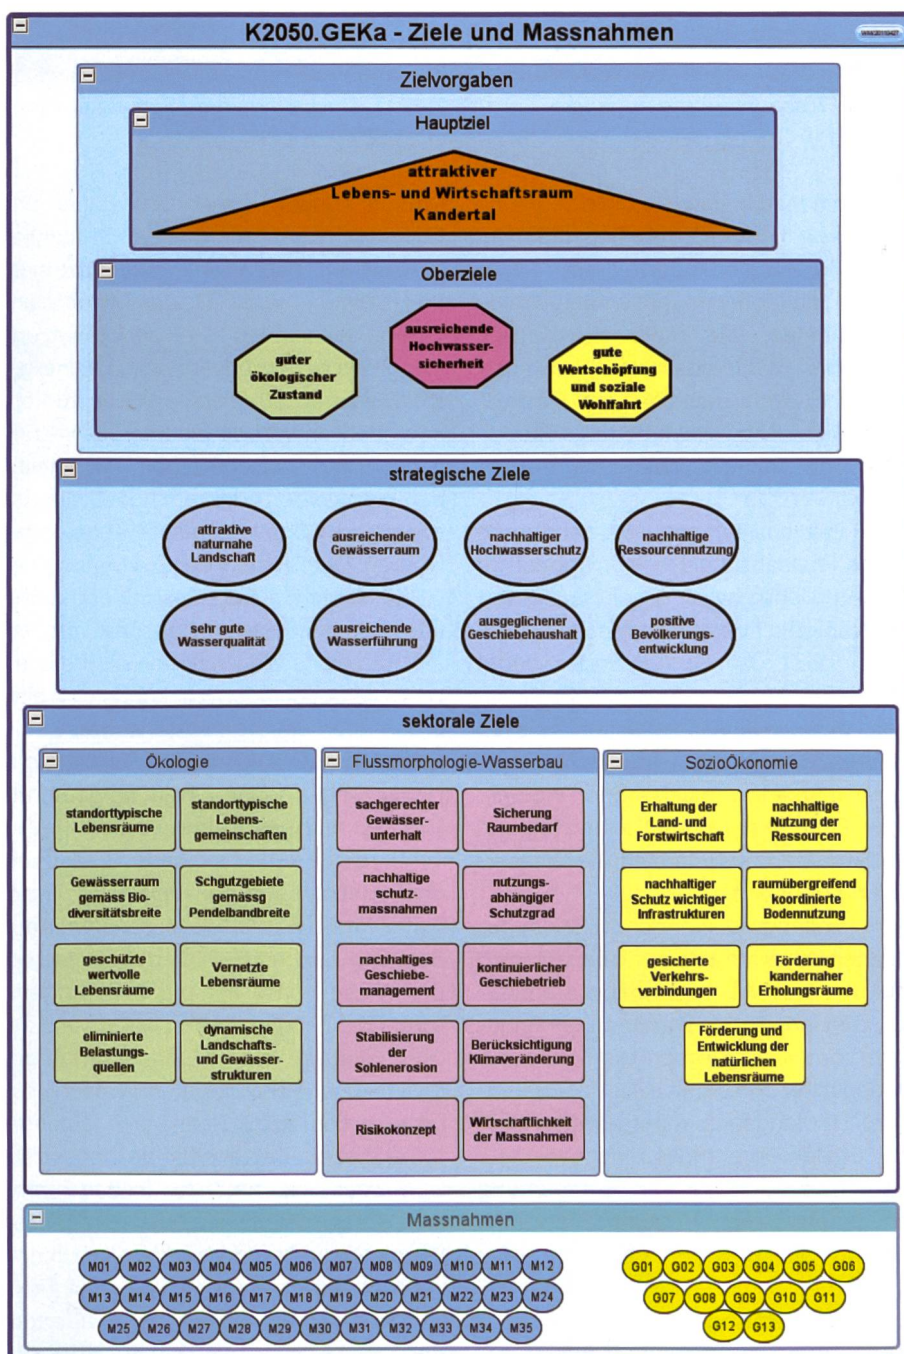 K2050.GEKa - Ziele und Massnahmen
Zielvorgaben
Hauptziel
attraktiver
Lebens- und Wirtschaftsraum
Kandertal
Oberziele
guter
ökologischer
Zustand
ausreichende
Hochwasser-
sicherheit
gute
Wertschöpfung
und soziale
Wohlfahrt
strategische Ziele
attraktive
naturnahe
Landschaft
ausreichender
Gewässerraum
nachhaltiger
Hochwasserschutz
nachhaltige
Ressourcennutzung
sehr gute
Wasserqualität
ausreichende
Wasserführung
ausgeglichener
Geschiebehaushalt
positive
Bevölkerungs-
entwicklung
sektorale Ziele
Ökologie
standorttypische
Lebensräume
standorttypische
Lebens-
gemeinschaften
Gewässerraum
gemäss Bio-
diversitätsbreite
Schgutzgebiete
gemässg
Pendelbandbreite
geschützte
wertvolle
Lebensräume
Vernetzte
Lebensräume
eliminierte
Belastungs-
quellen
dynamische
Landschafts-
und Gewässer-
strukturen
Flussmorphologie-Wasserbau
sachgerechter
Gewässer-
unterhalt
Sicherung
Raumbedarf
nachhaltige
schutz-
massnahmen
nutzungs-
abhängiger
Schutzgrad
nachhaltiges
Geschiebe-
management
kontinuierlicher
Geschiebetrieb
Stabilisierung
der
Sohlenerosion
Berücksichtigung
Klimaveränderung
Risikokonzept
Wirtschaftlichkeit
der Massnahmen
SozioÖkonomie
Erhaltung der
Land- und
Forstwirtschaft
nachhaltige
Nutzung der
Ressourcen
nachhaltiger
Schutz wichtiger
Infrastrukturen
raumübergreifend
koordinierte
Bodennutzung
gesicherte
Verkehrs-
verbindungen
Förderung
kandernaher
Erholungsräume
Förderung und
Entwicklung der
natürlichen
Lebensräume
Massnahmen
M01 M02 M03 M04 M05 M06 M07 M08 M09 M10 M11 M12
M13 M14 M15 M16 M17 M18 M19 M20 M21 M22 M23 M24
M25 M26 M27 M28 M29 M30 M31 M32 M33 M34 M35
G01 G02 G03 G04 G05 G06
G07 G08 G09 G10 G11
G12 G13